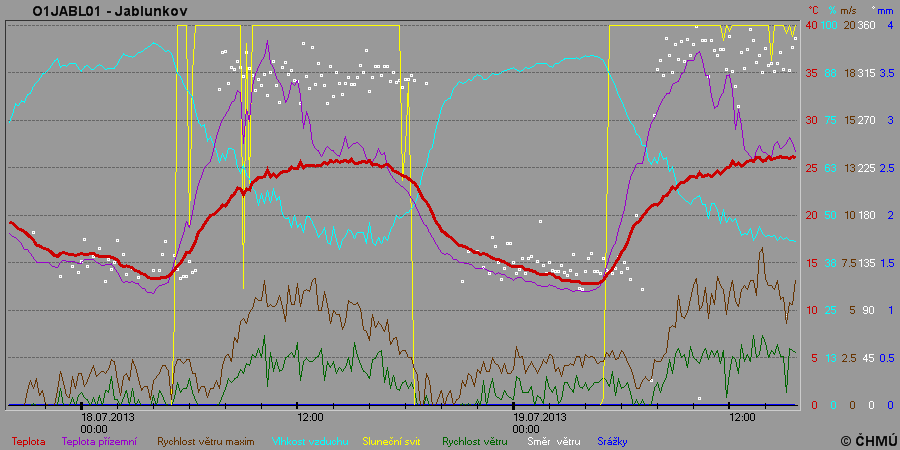 O1JABL01 - Jablunkov
°C % m/s ° mm
40 100 20 360 4
35 88 18 315 3.5
30 75 15 270 3
25 63 13 225 2.5
20 50 10 180 2
15 38 7.5 135 1.5
10 25 5 90 1
5 13 2.5 45 0.5
0 0 0 0 0
18.07.2013 12:00 19.07.2013 12:00
00:00 00:00
Teplota Teplota přízemní Rychlost větru maxim Vlhkost vzduchu Sluneční svit Rychlost větru Směr větru Srážky © ČHMÚ